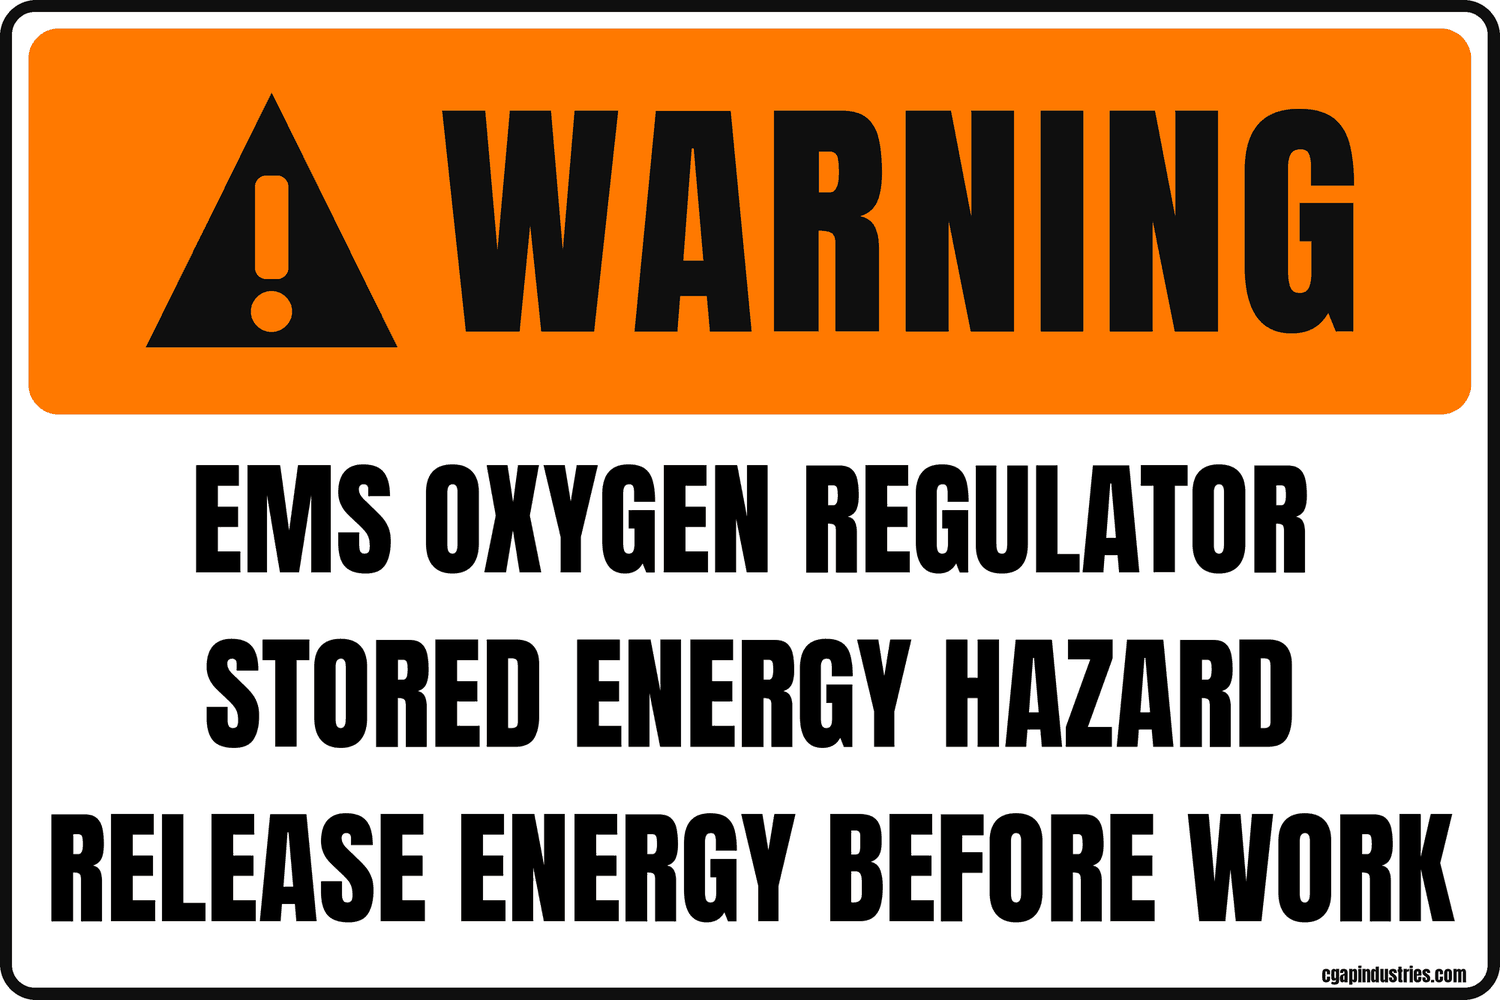 WARNING
EMS OXYGEN REGULATOR
STORED ENERGY HAZARD
RELEASE ENERGY BEFORE WORK
cgapindustries.com